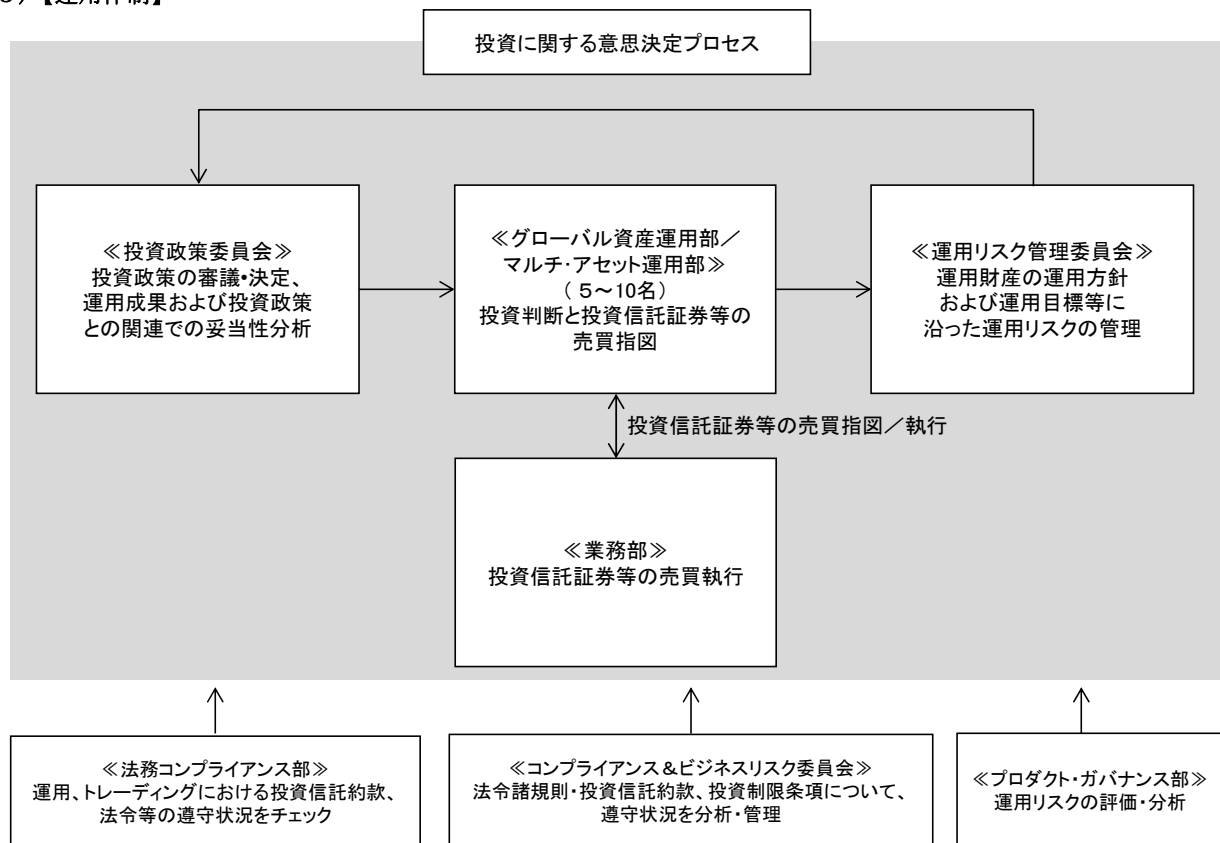 投資に関する意思決定プロセス
≪投資政策委員会≫
投資政策の審議・決定、
運用成果および投資政策
との関連での妥当性分析
≪グローバル資産運用部／
マルチ・アセット運用部≫
（ 5～10名）
投資判断と投資信託証券等の
売買指図
≪運用リスク管理委員会≫
運用財産の運用方針
および運用目標等に
沿った運用リスクの管理
投資信託証券等の売買指図／執行
≪業務部≫
投資信託証券等の売買執行
≪法務コンプライアンス部≫
運用、トレーディングにおける投資信託約款、
法令等の遵守状況をチェック
≪コンプライアンス＆ビジネスリスク委員会≫
法令諸規則・投資信託約款、投資制限条項について、
遵守状況を分析・管理
≪プロダクト・ガバナンス部≫
運用リスクの評価・分析